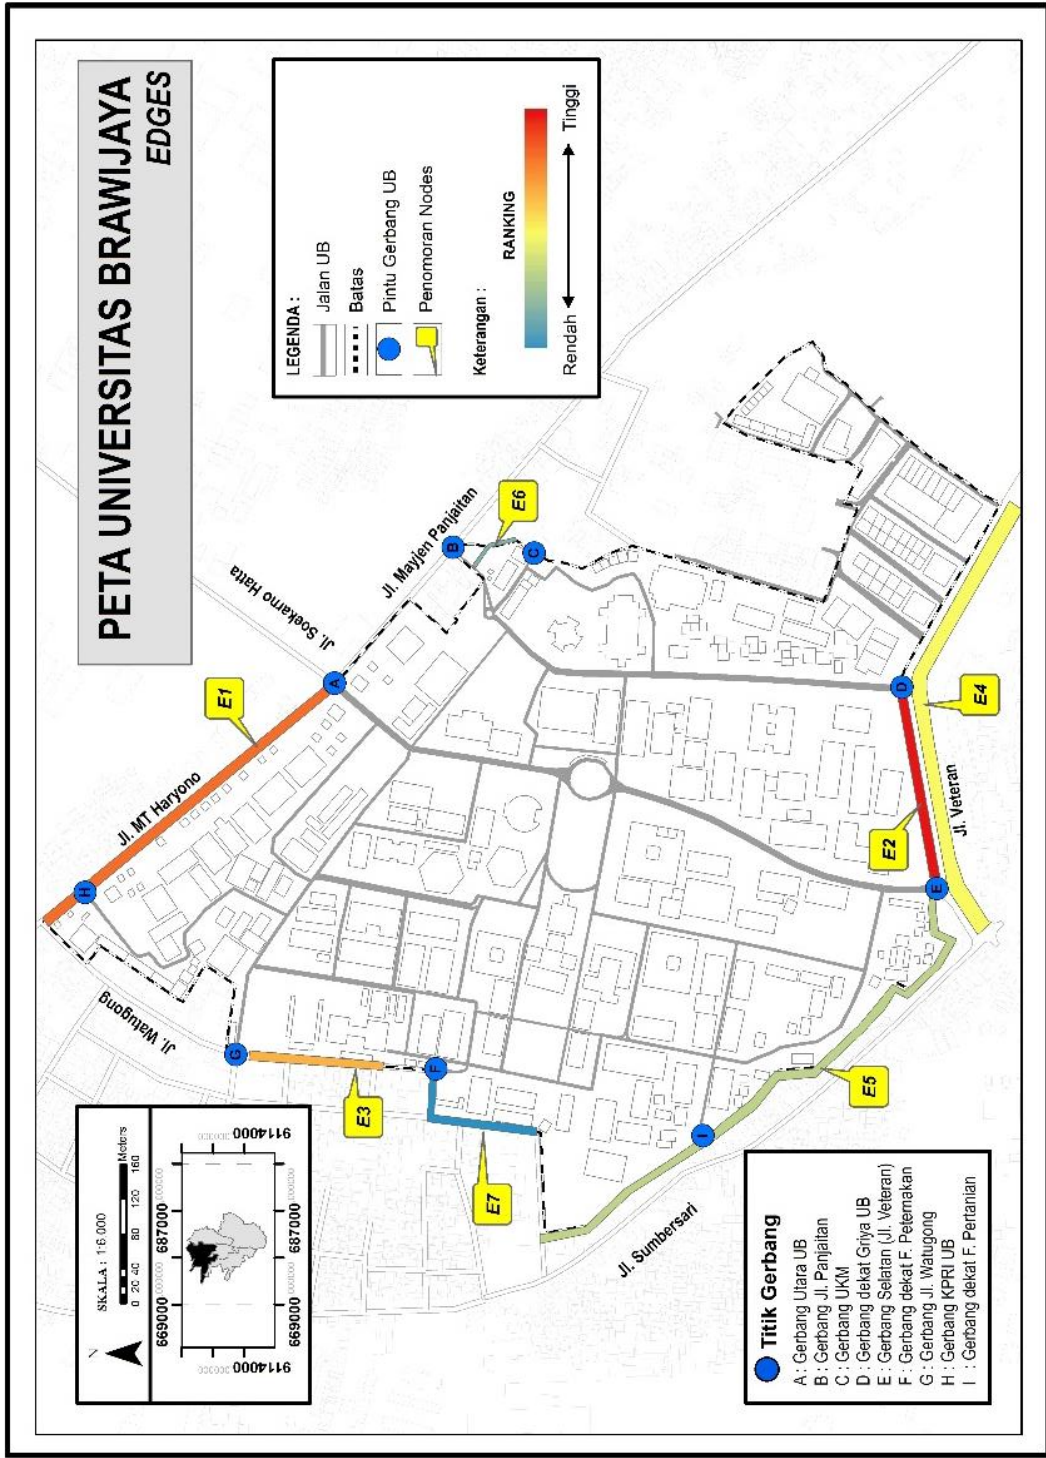 PETA UNIVERSITAS BRAWIJAYA
EDGES
LEGENDA :
Jalan UB
Batas
Pintu Gerbang UB
Penomoran Nodes
Keterangan :
RANKING
Rendah
Tinggi
Jl. Soekarno Hatta
Jl. Mayjen Panjaitan
Jl. MT Haryono
Jl. Watugong
Jl. Sumbersari
Jl. Veteran
E1
E2
E3
E4
E5
E6
E7
A
B
C
D
E
F
G
H
I
N
SKALA : 1:6.000
0 20 40 80 120 160
Meters
669000 687000
9114000 9114000
669000 687000
Titik Gerbang
A : Gerbang Utara UB
B : Gerbang Jl. Panjaitan
C : Gerbang UKM
D : Gerbang dekat Griya UB
E : Gerbang Selatan (Jl. Veteran)
F : Gerbang dekat F. Peternakan
G : Gerbang Jl. Watugong
H : Gerbang KPRI UB
I : Gerbang dekat F. Pertanian